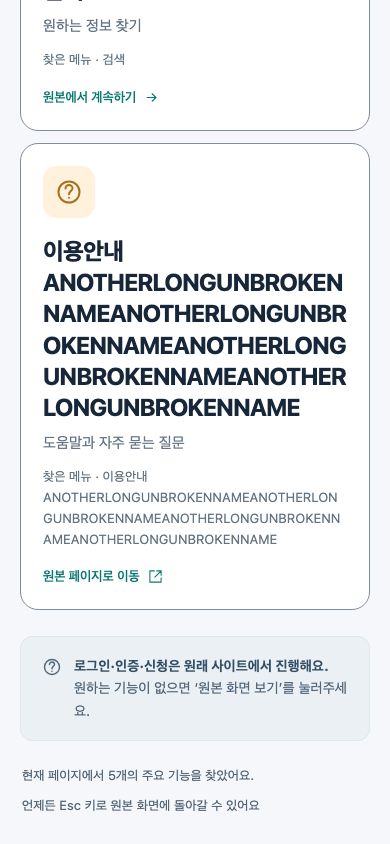 원하는 정보 찾기
찾은 메뉴 · 검색
원본에서 계속하기 →
이용안내
ANOTHERLONGUNBROKEN
NAMEANOTHERLONGUNBR
OKENNAMEANOTHERLONG
UNBROKENNAMEANOTHER
LONGUNBROKENNAME
도움말과 자주 묻는 질문
찾은 메뉴 · 이용안내
ANOTHERLONGUNBROKENNAMEANOTHERLON
GUNBROKENNAMEANOTHERLONGUNBROKENN
AMEANOTHERLONGUNBROKENNAME
원본 페이지로 이동
로그인·인증·신청은 원래 사이트에서 진행해요.
원하는 기능이 없으면 ‘원본 화면 보기’를 눌러주세
요.
현재 페이지에서 5개의 주요 기능을 찾았어요.
언제든 Esc 키로 원본 화면에 돌아갈 수 있어요